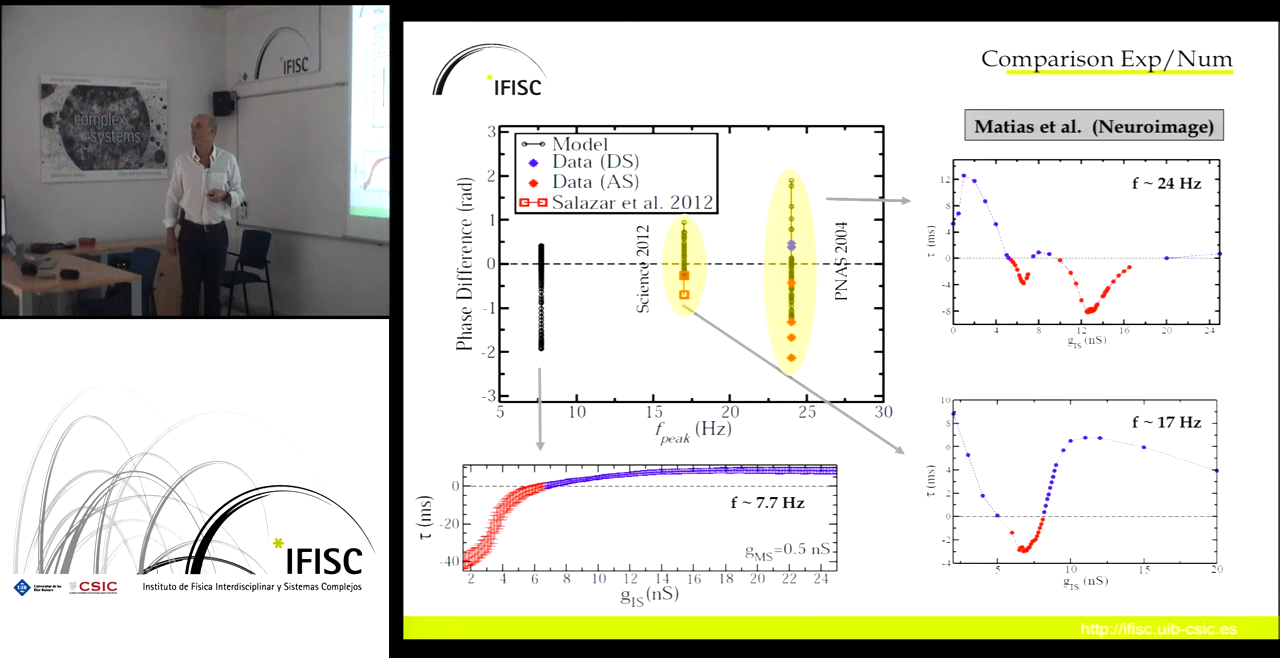 IFISC
complex
systems
IFISC
Comparison Exp/Num
Matias et al. (Neuroimage)
Model
Data (DS)
Data (AS)
Salazar et al. 2012
Phase Difference (rad)
3
2
1
0
-1
-2
-3
5
10
15
20
25
30
f peak (Hz)
Science 2012
PNAS 2004
f ~ 24 Hz
τ (ms)
12
8
4
0
-4
-8
0
4
8
12
16
20
24
g IS (nS)
f ~ 17 Hz
τ (ms)
10
8
6
4
2
0
-2
-4
5
10
15
20
g IS (nS)
f ~ 7.7 Hz
g MS=0.5 nS
τ (ms)
0
-20
-40
2
4
6
8
10
12
14
16
18
20
22
24
g IS(nS)
IFISC
UIB
Universitat de les
Illes Balears
CSIC
Instituto de Física Interdisciplinar y Sistemas Complejos
http://ifisc.uib-csic.es